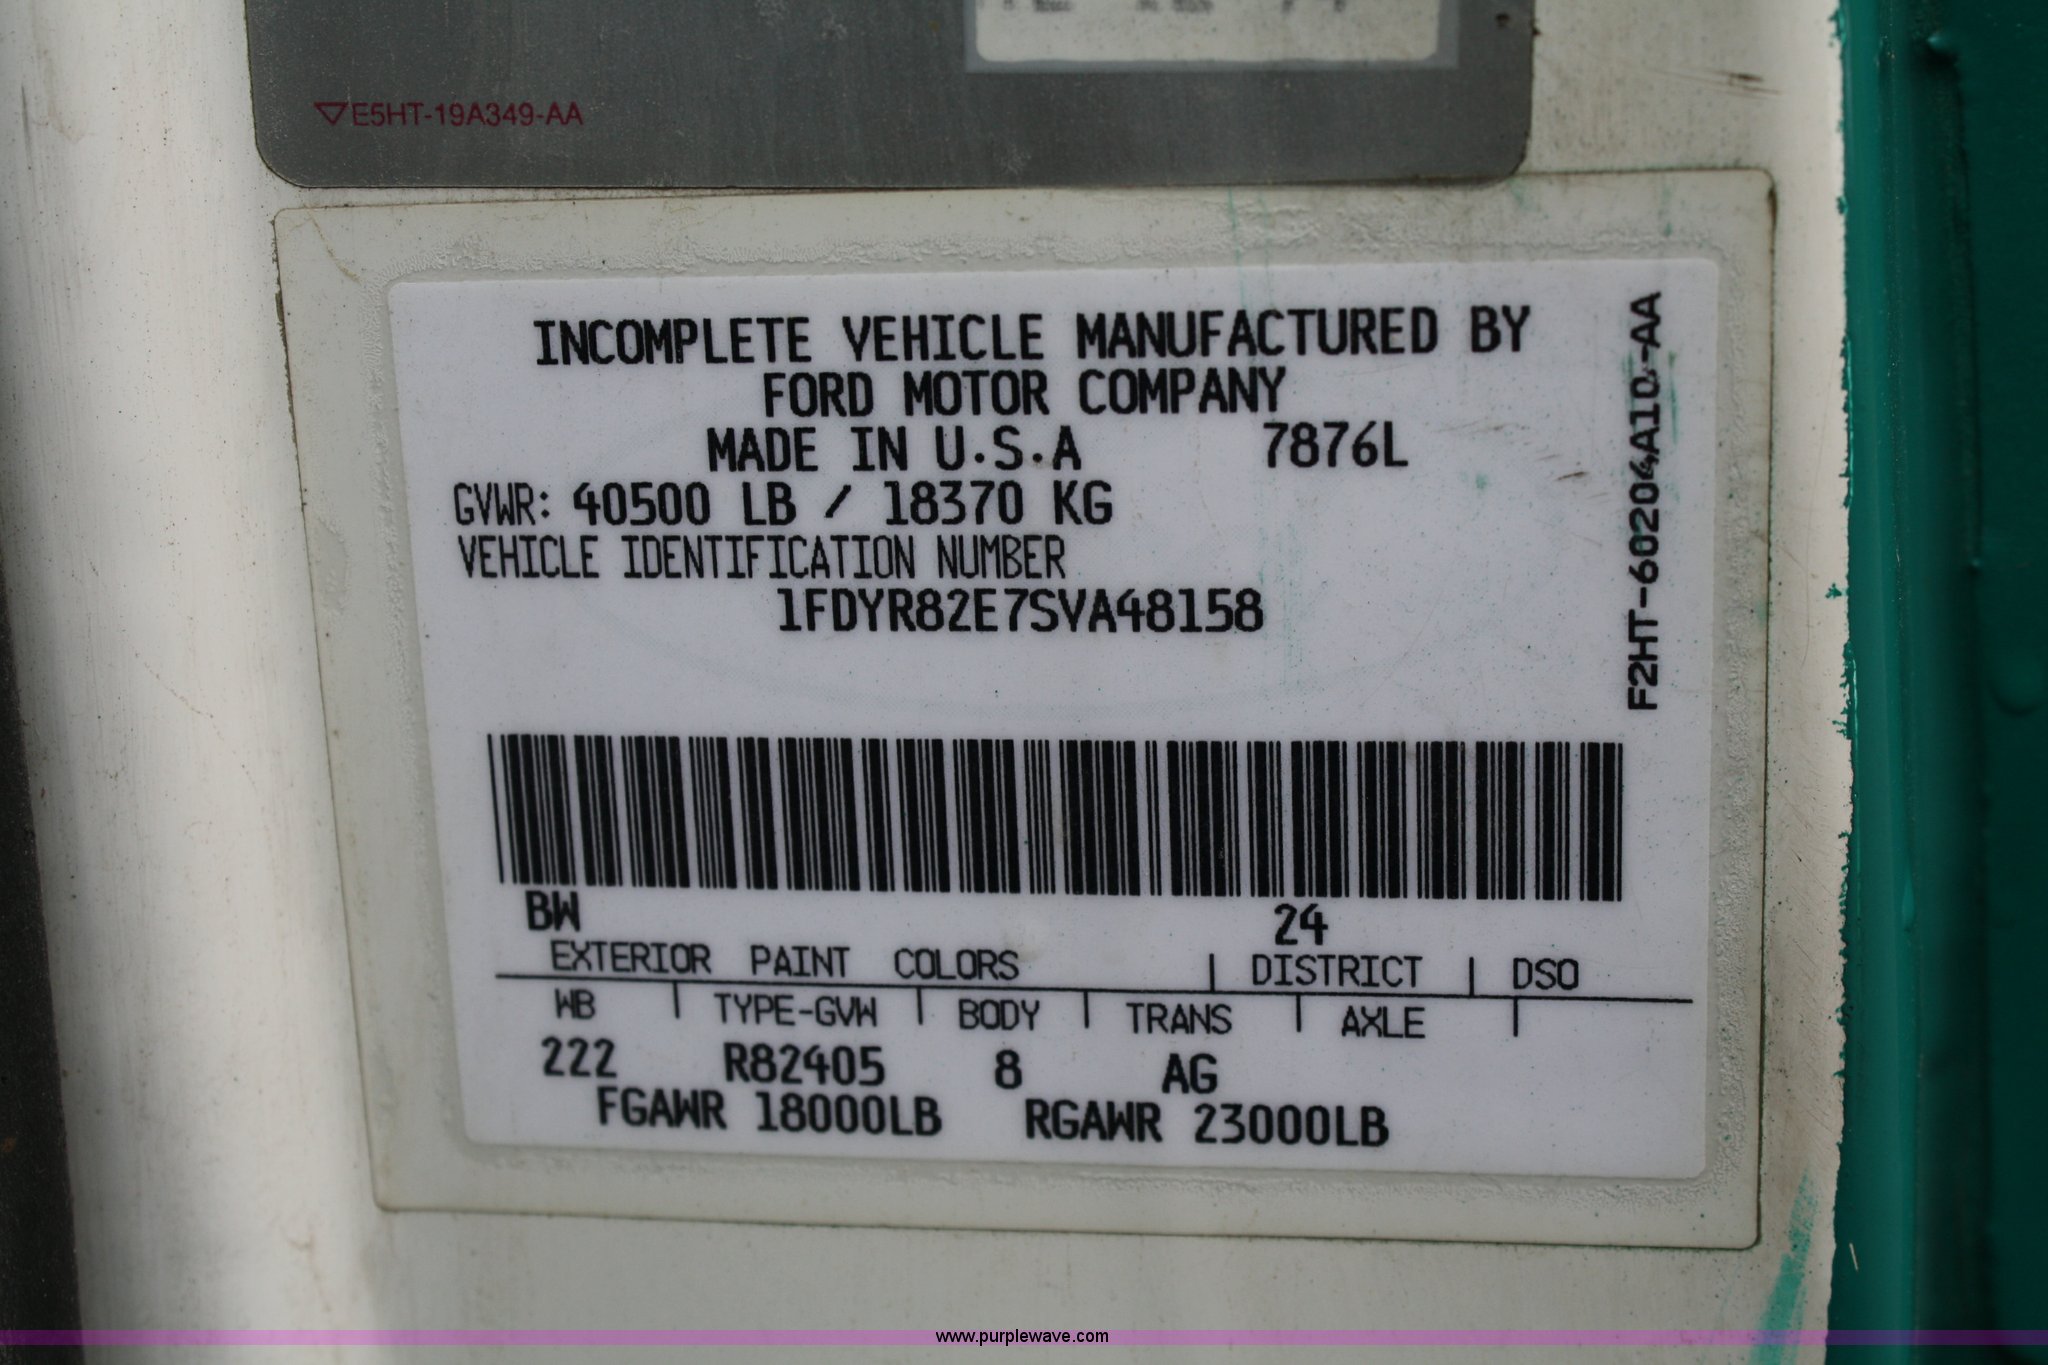 ▽E5HT-19A349-AA
INCOMPLETE VEHICLE MANUFACTURED BY
FORD MOTOR COMPANY
MADE IN U.S.A 7876L
GVWR: 40500 LB / 18370 KG
VEHICLE IDENTIFICATION NUMBER
1FDYR82E7SVA48158
F2HT-60204A10-AA
BW 24
EXTERIOR PAINT COLORS | DISTRICT | DSO
WB | TYPE-GVW | BODY | TRANS | AXLE |
222 R82405 8 AG
FGAWR 18000LB RGAWR 23000LB
www.purplewave.com